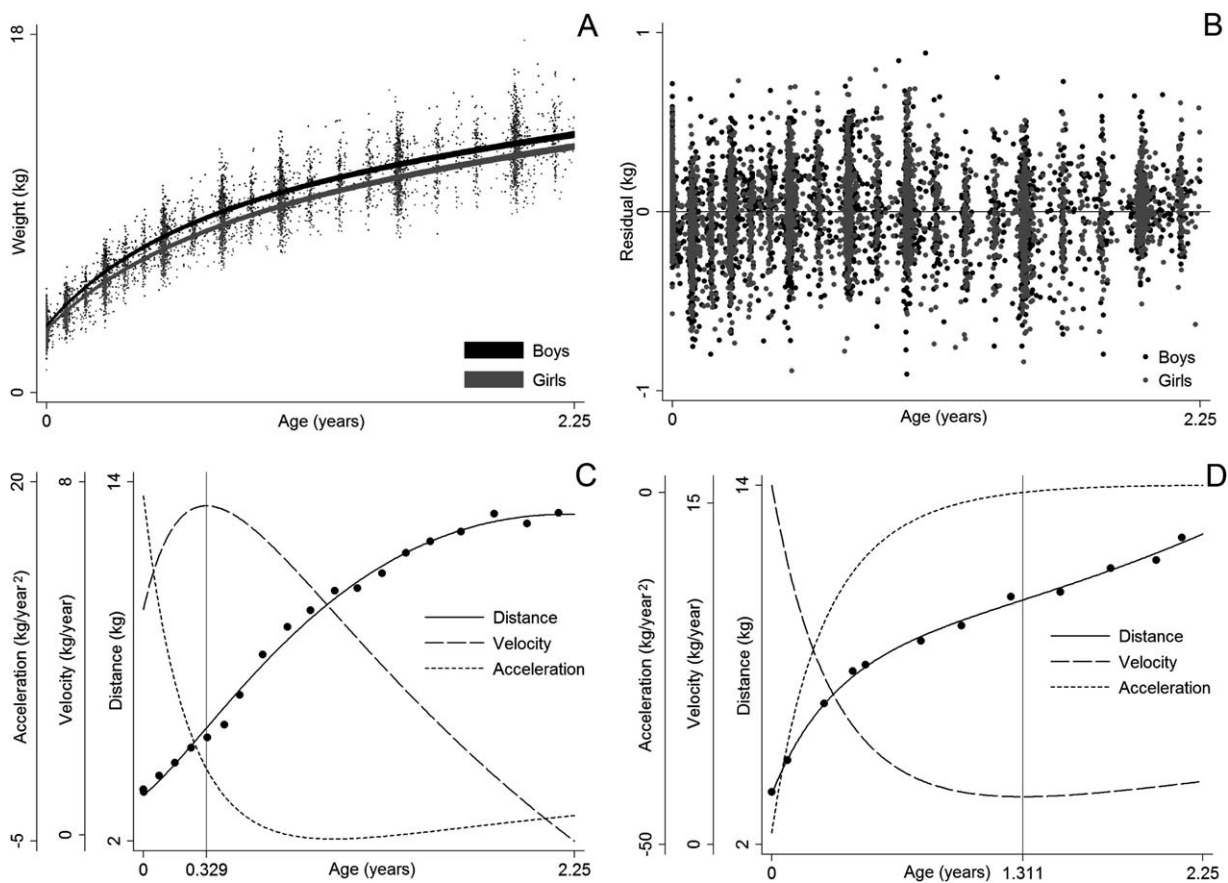 A
18
Weight (kg)
0
Boys
Girls
0
Age (years)
2.25
B
1
Residual (kg)
0
-1
Boys
Girls
0
Age (years)
2.25
C
20
Acceleration (kg/year²)
-5
8
Velocity (kg/year)
0
14
Distance (kg)
2
Distance
Velocity
Acceleration
0
0.329
Age (years)
2.25
D
0
Acceleration (kg/year²)
-50
15
Velocity (kg/year)
0
14
Distance (kg)
2
Distance
Velocity
Acceleration
0
Age (years)
1.311
2.25